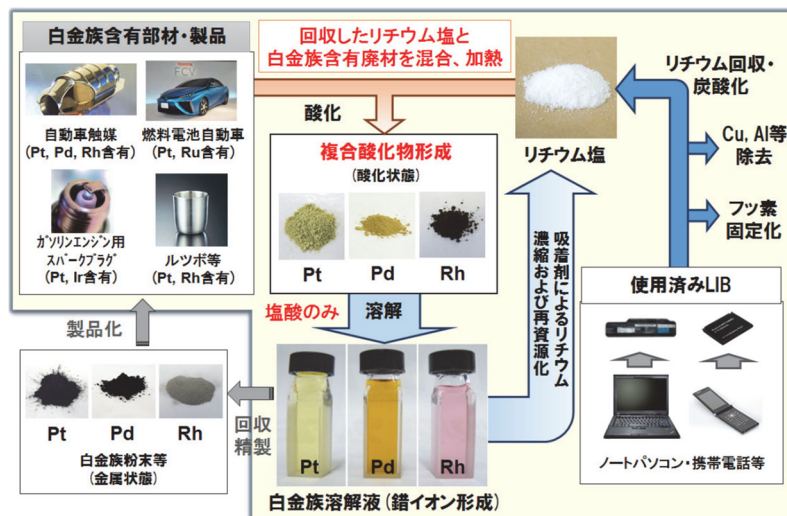 白金族含有部材・製品
FCV
自動車触媒
(Pt, Pd, Rh含有)
燃料電池自動車
(Pt, Ru含有)
ガソリンエンジン用
スパークプラグ
(Pt, Ir含有)
ルツボ等
(Pt, Rh含有)
回収したリチウム塩と
白金族含有廃材を混合、加熱
酸化
リチウム塩
リチウム回収・
炭酸化
Cu, Al等
除去
フッ素
固定化
複合酸化物形成
(酸化状態)
Pt
Pd
Rh
塩酸のみ
溶解
吸着剤によるリチウム
濃縮および再資源化
使用済みLIB
ノートパソコン・携帯電話等
製品化
Pt
Pd
Rh
白金族粉末等
(金属状態)
回収
精製
Pt
Pd
Rh
白金族溶解液(錯イオン形成)